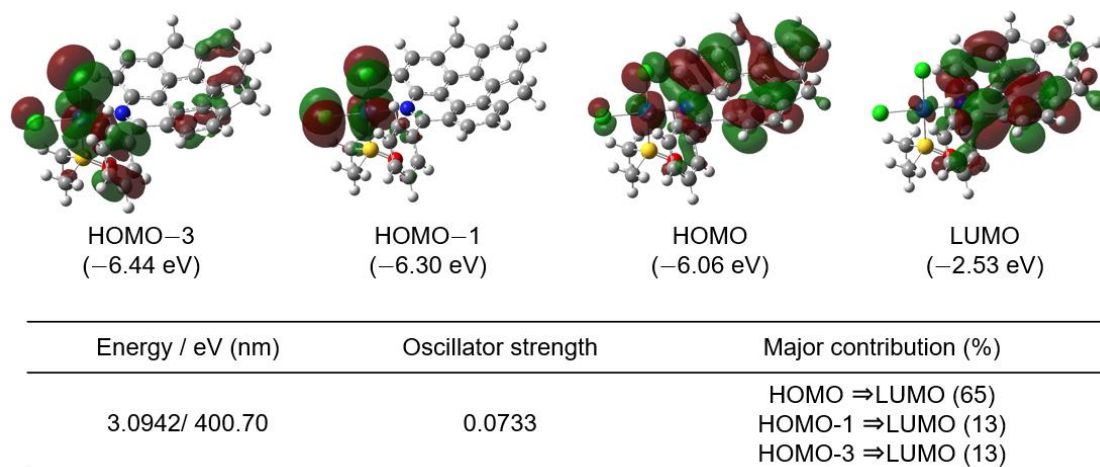 HOMO−3 HOMO−1 HOMO LUMO
(−6.44 eV) (−6.30 eV) (−6.06 eV) (−2.53 eV)
Energy / eV (nm) Oscillator strength Major contribution (%)
HOMO ⇒LUMO (65)
3.0942/ 400.70 0.0733 HOMO-1 ⇒LUMO (13)
HOMO-3 ⇒LUMO (13)